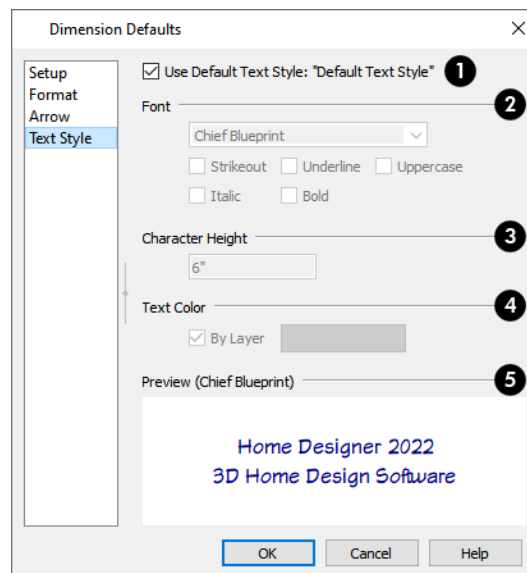 Dimension Defaults
Setup
Format
Arrow
Text Style
Use Default Text Style: "Default Text Style" 1
Font 2
Chief Blueprint
Strikeout Underline Uppercase
Italic Bold
Character Height 3
6"
Text Color 4
By Layer
Preview (Chief Blueprint) 5
Home Designer 2022
3D Home Design Software
OK Cancel Help